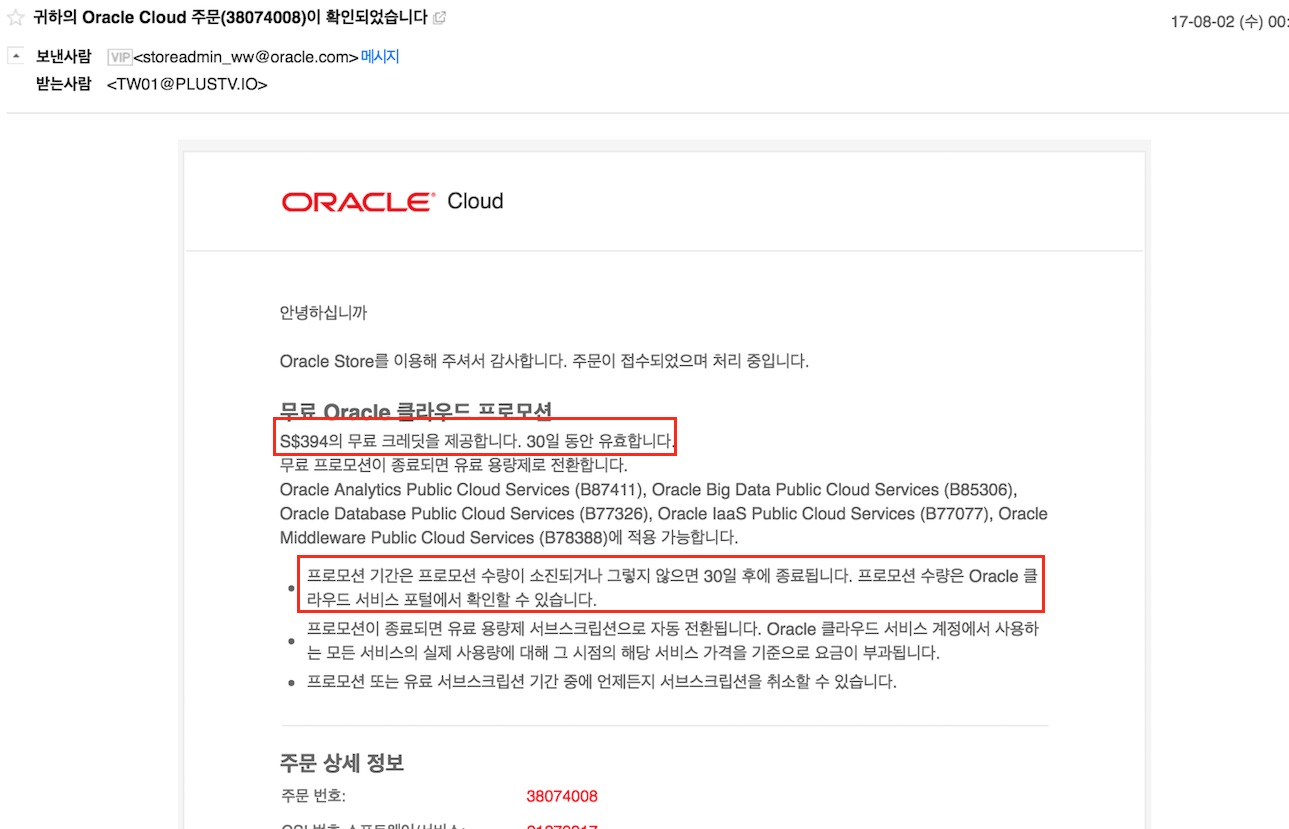 귀하의 Oracle Cloud 주문(38074008)이 확인되었습니다
17-08-02 (수) 00:
보낸사람 VIP <storeadmin_ww@oracle.com> 메시지
받는사람 <TW01@PLUSTV.IO>
ORACLE® Cloud
안녕하십니까
Oracle Store를 이용해 주셔서 감사합니다. 주문이 접수되었으며 처리 중입니다.
무료 Oracle 클라우드 프로모션
S$394의 무료 크레딧을 제공합니다. 30일 동안 유효합니다.
무료 프로모션이 종료되면 유료 용량제로 전환합니다.
Oracle Analytics Public Cloud Services (B87411), Oracle Big Data Public Cloud Services (B85306),
Oracle Database Public Cloud Services (B77326), Oracle IaaS Public Cloud Services (B77077), Oracle
Middleware Public Cloud Services (B78388)에 적용 가능합니다.
• 프로모션 기간은 프로모션 수량이 소진되거나 그렇지 않으면 30일 후에 종료됩니다. 프로모션 수량은 Oracle 클
라우드 서비스 포털에서 확인할 수 있습니다.
• 프로모션이 종료되면 유료 용량제 서브스크립션으로 자동 전환됩니다. Oracle 클라우드 서비스 계정에서 사용하
는 모든 서비스의 실제 사용량에 대해 그 시점의 해당 서비스 가격을 기준으로 요금이 부과됩니다.
• 프로모션 또는 유료 서브스크립션 기간 중에 언제든지 서브스크립션을 취소할 수 있습니다.
주문 상세 정보
주문 번호: 38074008